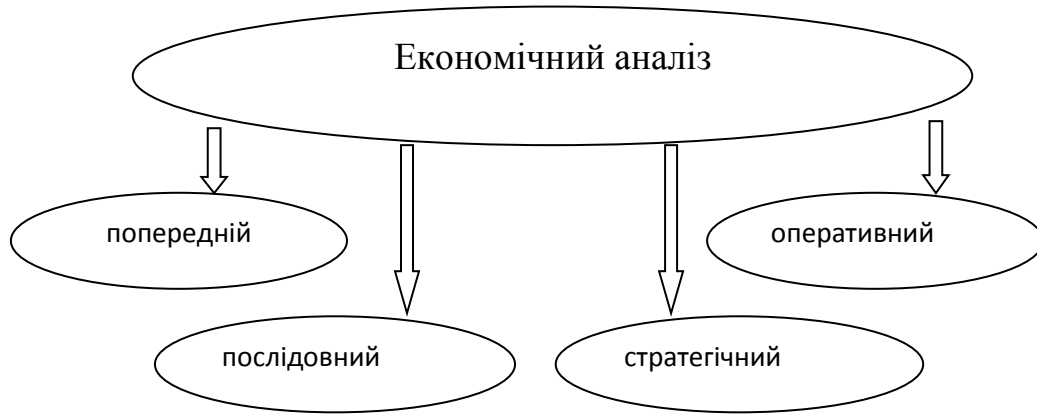 Економічний аналіз
попередній
оперативний
послідовний
стратегічний